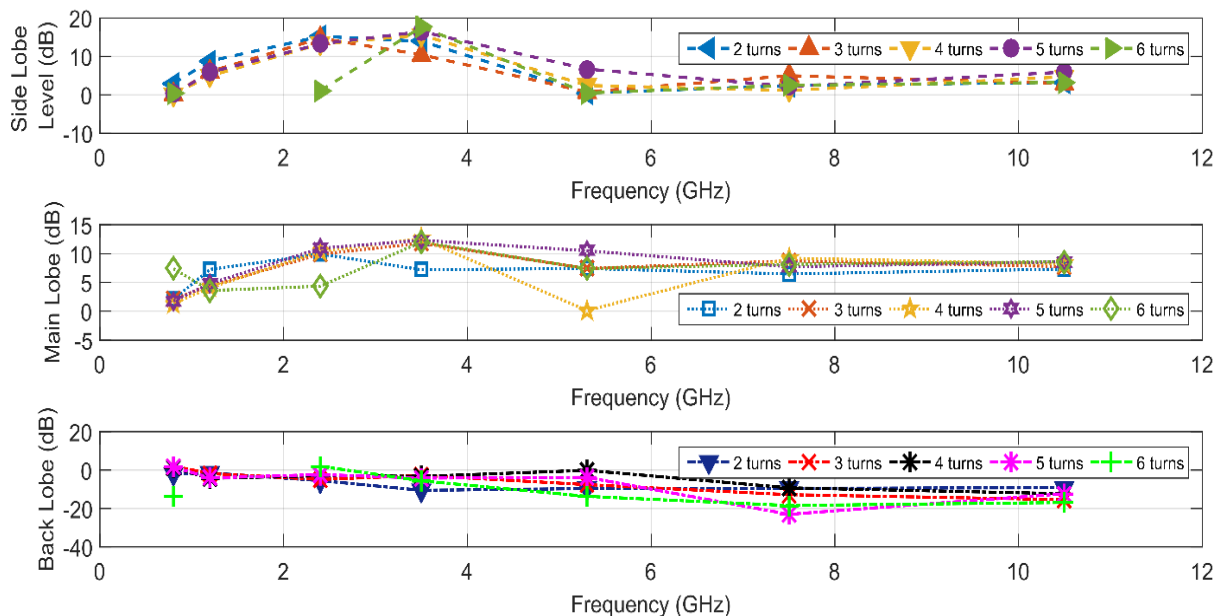 Side Lobe
Level (dB)
20
10
0
-10
2 turns 3 turns 4 turns 5 turns 6 turns
0 2 4 6 8 10 12
Frequency (GHz)
Main Lobe (dB)
15
10
5
0
-5
2 turns 3 turns 4 turns 5 turns 6 turns
0 2 4 6 8 10 12
Frequency (GHz)
Back Lobe (dB)
20
0
-20
-40
2 turns 3 turns 4 turns 5 turns 6 turns
0 2 4 6 8 10 12
Frequency (GHz)